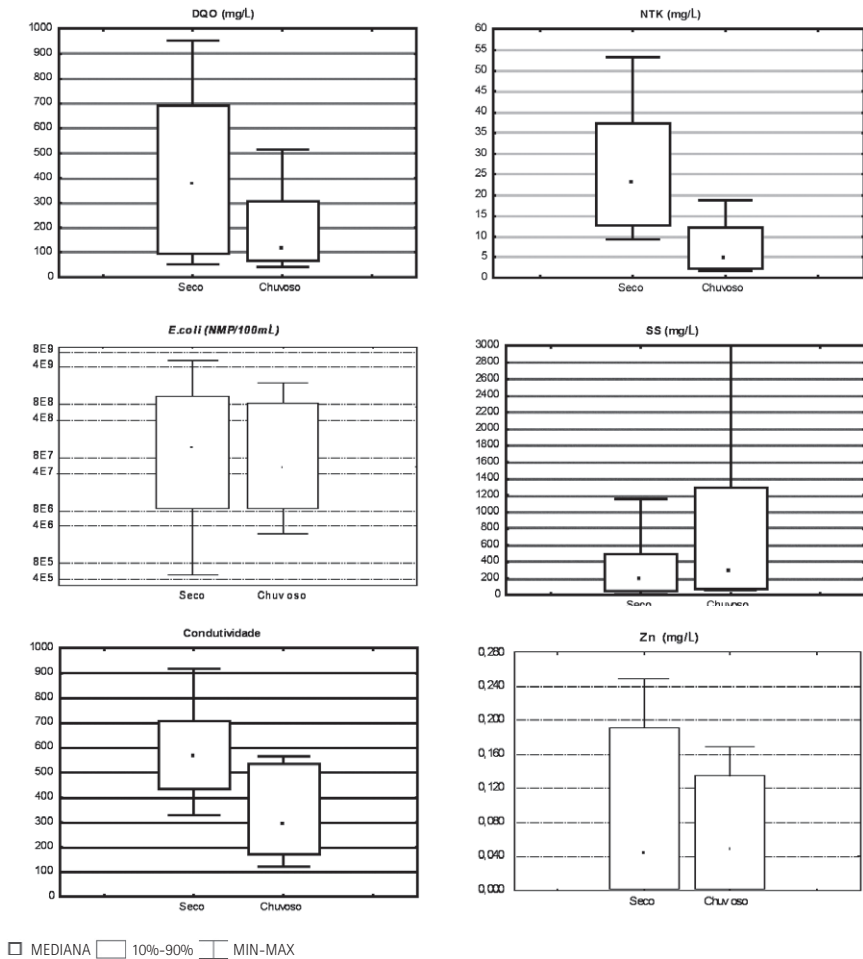 DQO (mg/L)
1000
900
800
700
600
500
400
300
200
100
0
Seco
Chuvoso
NTK (mg/L)
60
55
50
45
40
35
30
25
20
15
10
5
0
Seco
Chuvoso
E.coli (NMP/100mL)
8E9
4E9
8E8
4E8
8E7
4E7
8E6
4E6
8E5
4E5
Seco
Chuvoso
SS (mg/L)
3000
2800
2600
2400
2200
2000
1800
1600
1400
1200
1000
800
600
400
200
0
Seco
Chuvoso
Condutividade
1000
900
800
700
600
500
400
300
200
100
0
Seco
Chuvoso
Zn (mg/L)
0,280
0,240
0,200
0,160
0,120
0,080
0,040
0,000
Seco
Chuvoso
MEDIANA 10%-90% MIN-MAX